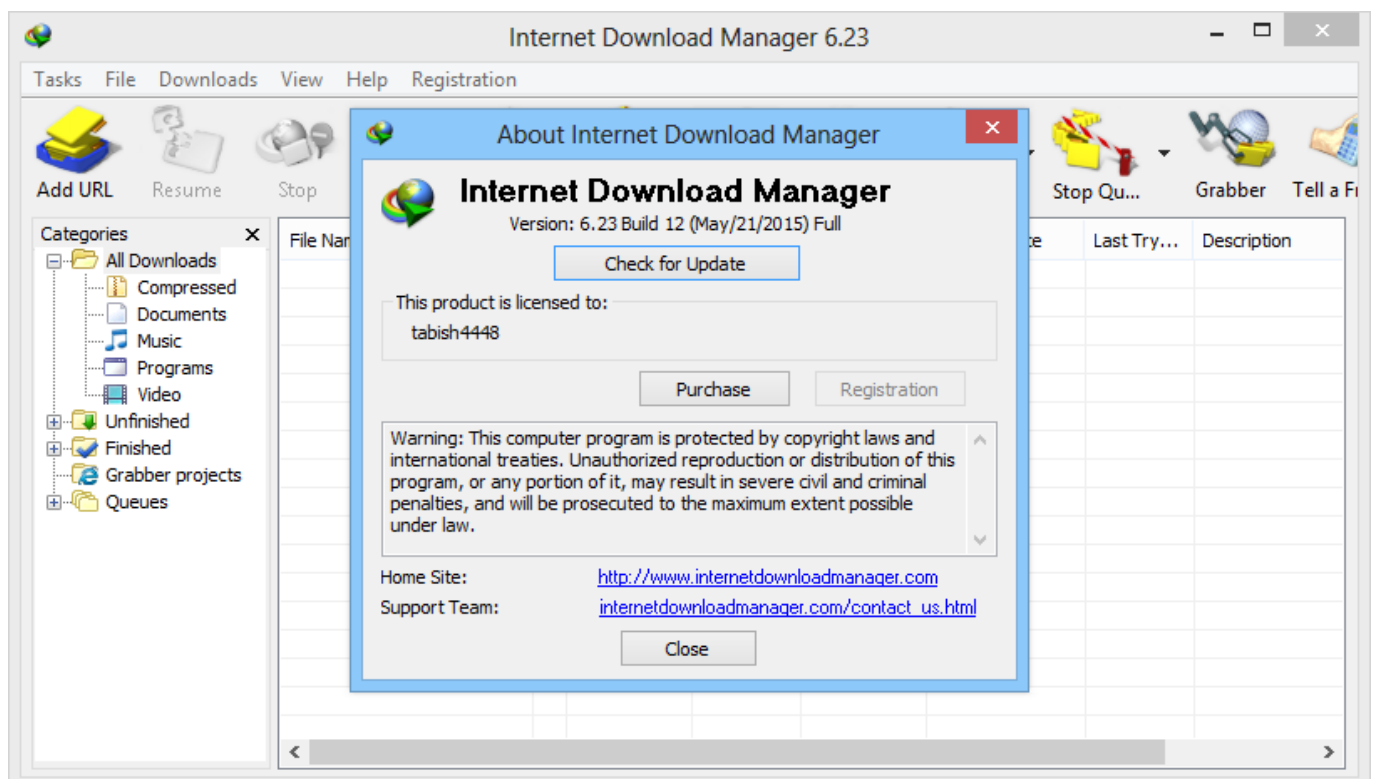 Internet Download Manager 6.23
Tasks File Downloads View Help Registration
Add URL
Resume
Stop
Stop Qu...
Grabber
Tell a Fr
Categories
All Downloads
Compressed
Documents
Music
Programs
Video
Unfinished
Finished
Grabber projects
Queues
File Nam
te
Last Try...
Description
About Internet Download Manager
Internet Download Manager
Version: 6.23 Build 12 (May/21/2015) Full
Check for Update
This product is licensed to:
tabish4448
Purchase
Registration
Warning: This computer program is protected by copyright laws and
international treaties. Unauthorized reproduction or distribution of this
program, or any portion of it, may result in severe civil and criminal
penalties, and will be prosecuted to the maximum extent possible
under law.
Home Site: http://www.internetdownloadmanager.com
Support Team: internetdownloadmanager.com/contact_us.html
Close